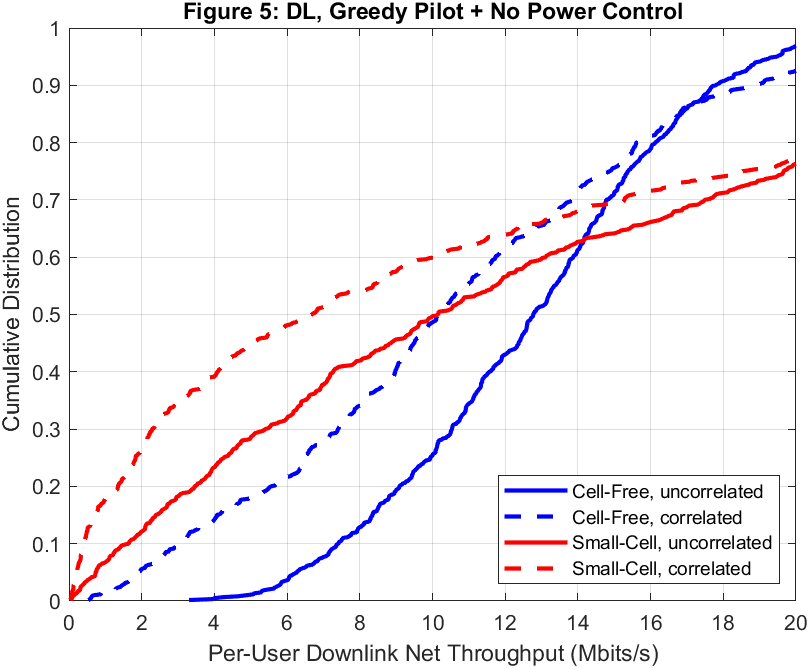 Figure 5: DL, Greedy Pilot + No Power Control
Cumulative Distribution
1
0.9
0.8
0.7
0.6
0.5
0.4
0.3
0.2
0.1
0
Cell-Free, uncorrelated
Cell-Free, correlated
Small-Cell, uncorrelated
Small-Cell, correlated
0 2 4 6 8 10 12 14 16 18 20
Per-User Downlink Net Throughput (Mbits/s)